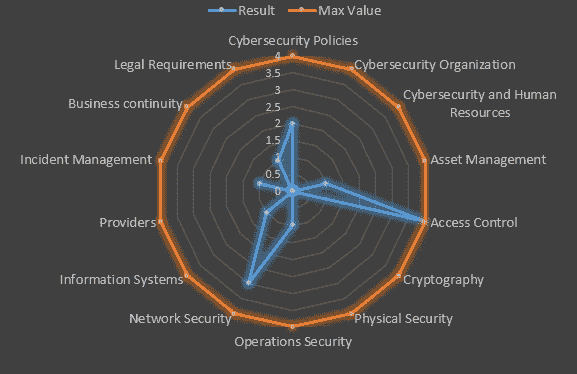 Result
Max Value
Cybersecurity Policies
Legal Requirements
Cybersecurity Organization
Business continuity
Cybersecurity and Human
Resources
Incident Management
Asset Management
Providers
Access Control
Information Systems
Cryptography
Network Security
Physical Security
Operations Security
4
3.5
3
2.5
2
1.5
1
0.5
0